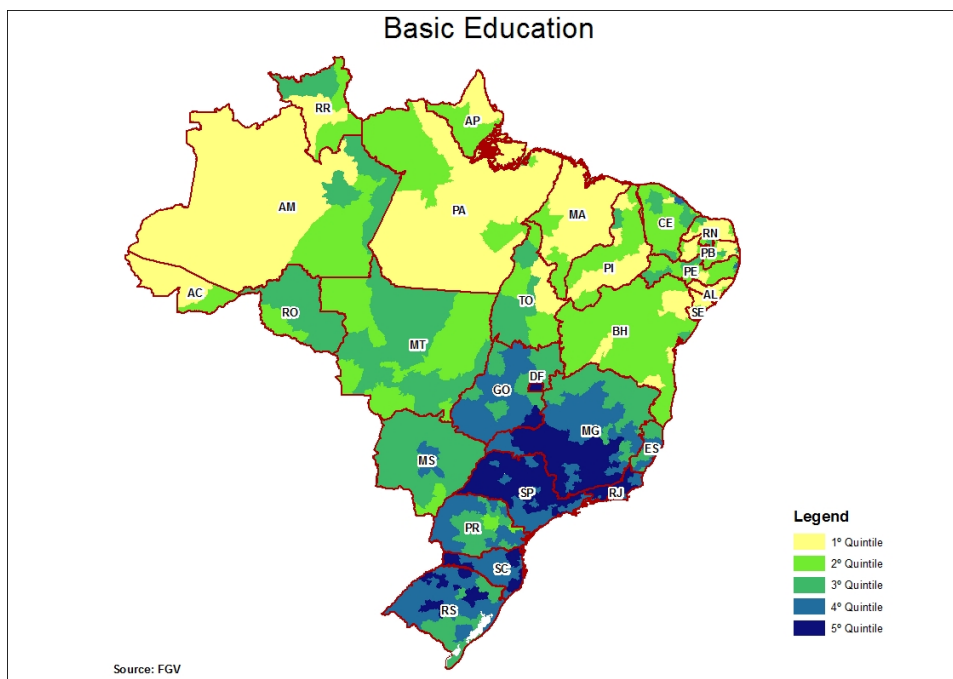 Basic Education
RR
AP
AM
PA
MA
CE
RN
PB
PI
PE
AC
AL
TO
SE
RO
BH
MT
DF
GO
MG
ES
MS
SP
RJ
PR
SC
RS
Legend
1º Quintile
2º Quintile
3º Quintile
4º Quintile
5º Quintile
Source: FGV